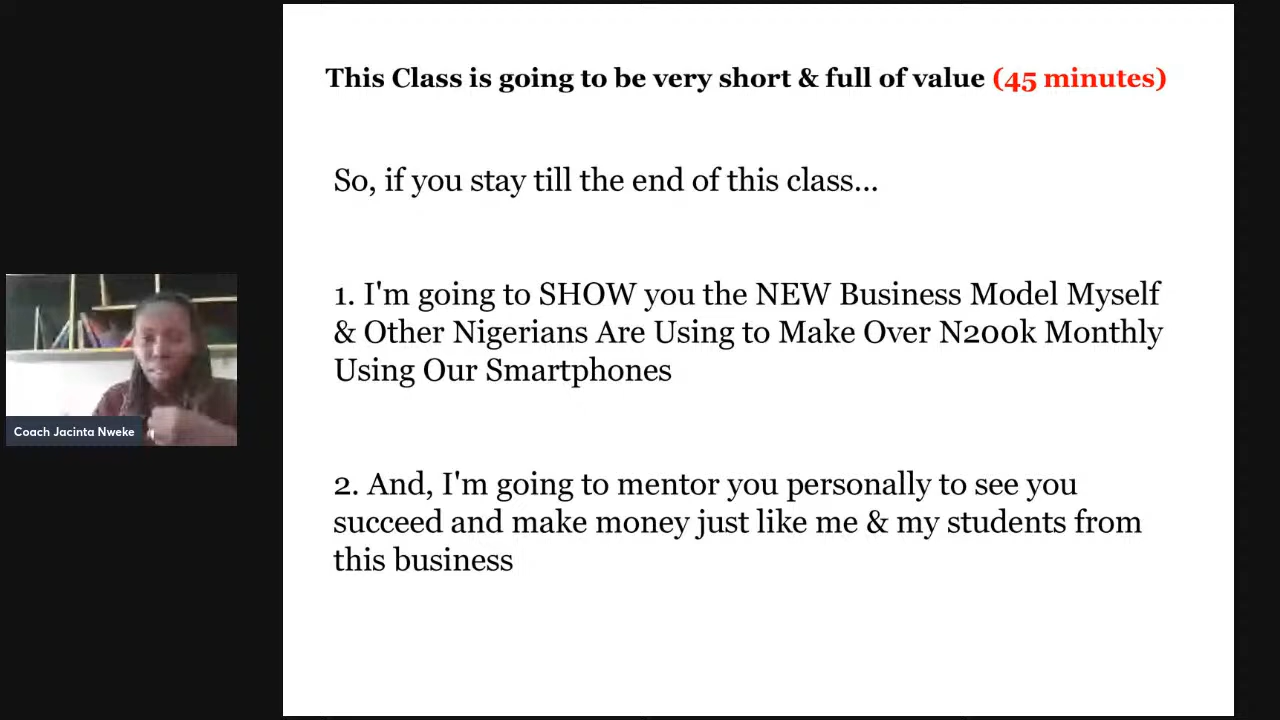 This Class is going to be very short & full of value (45 minutes)
So, if you stay till the end of this class...
1. I'm going to SHOW you the NEW Business Model Myself
& Other Nigerians Are Using to Make Over N200k Monthly
Using Our Smartphones
2. And, I'm going to mentor you personally to see you
succeed and make money just like me & my students from
this business
Coach Jacinta Nweke